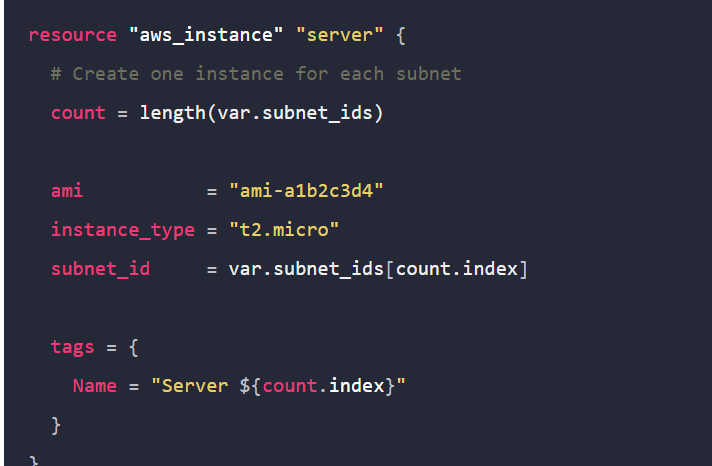 resource "aws_instance" "server" {
  # Create one instance for each subnet
  count = length(var.subnet_ids)

  ami           = "ami-a1b2c3d4"
  instance_type = "t2.micro"
  subnet_id     = var.subnet_ids[count.index]

  tags = {
    Name = "Server ${count.index}"
  }
}